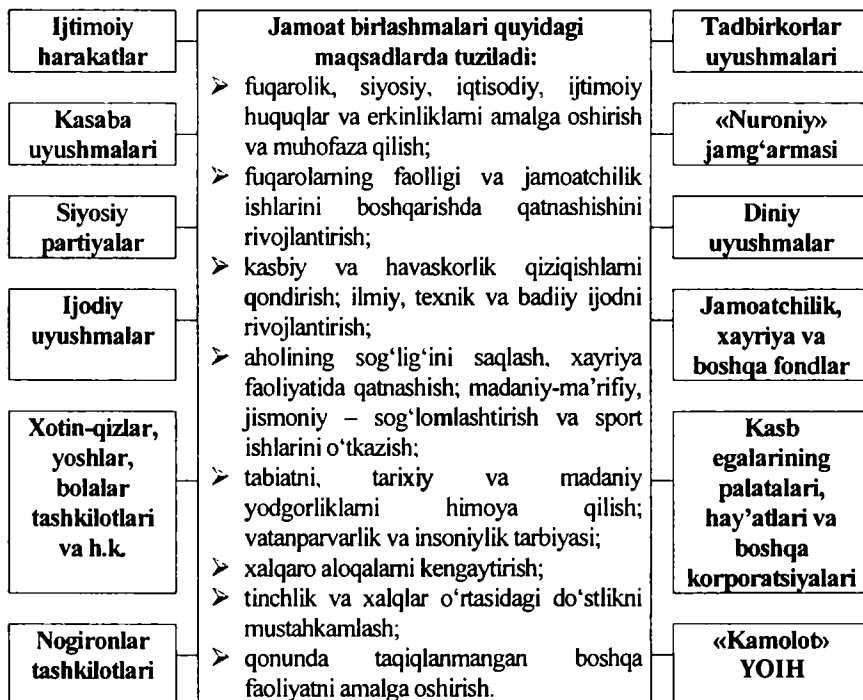 Ijtimoiy
harakatlar
Kasaba
uyushmalari
Siyosiy
partiyalar
Ijodiy
uyushmalar
Xotin-qizlar,
yoshlar,
bolalar
tashkilotlari
va h.k.
Nogironlar
tashkilotlari
Jamoat birlashmalari quyidagi
maqsadlarda tuziladi:
➢ fuqarolik, siyosiy, iqtisodiy, ijtimoiy
huquqlar va erkinliklarni amalga oshirish
va muhofaza qilish;
➢ fuqarolarning faolligi va jamoatchilik
ishlarini boshqarishda qatnashishini
rivojlantirish;
➢ kasbiy va havaskorlik qiziqishlarni
qondirish; ilmiy, texnik va badiiy ijodni
rivojlantirish;
➢ aholining sog‘lig‘ini saqlash, xayriya
faoliyatida qatnashish; madaniy-ma’rifiy,
jismoniy – sog‘lomlashtirish va sport
ishlarini o‘tkazish;
➢ tabiatni, tarixiy va madaniy
yodgorliklarni himoya qilish;
vatanparvarlik va insoniylik tarbiyasi;
➢ xalqaro aloqalarni kengaytirish;
➢ tinchlik va xalqlar o‘rtasidagi do‘stlikni
mustahkamlash;
➢ qonunda taqiqlanmangan boshqa
faoliyatni amalga oshirish.
Tadbirkorlar
uyushmalari
«Nuroniy»
jamg‘armasi
Diniy
uyushmalar
Jamoatchilik,
xayriya va
boshqa fondlar
Kasb
egalarining
palatalari,
hay’atlari va
boshqa
korporatsiyalari
«Kamolot»
YOIH